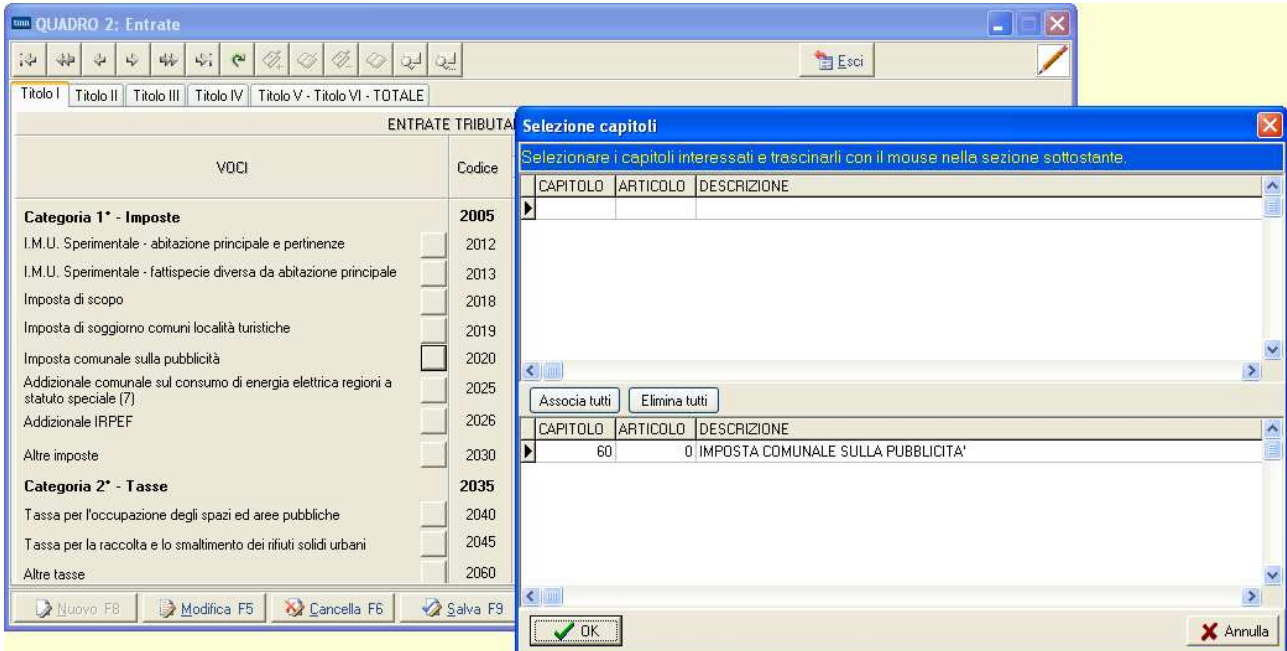 QUADRO 2: Entrate
Esci
Titolo I
Titolo II
Titolo III
Titolo IV
Titolo V - Titolo VI - TOTALE
ENTRATE TRIBUTA
VOCI
Codice
Categoria 1* - Imposte
2005
I.M.U. Sperimentale - abitazione principale e pertinenze
2012
I.M.U. Sperimentale - fattispecie diversa da abitazione principale
2013
Imposta di scopo
2018
Imposta di soggiorno comuni località turistiche
2019
Imposta comunale sulla pubblicità
2020
Addizionale comunale sul consumo di energia elettrica regioni a
statuto speciale (7)
2025
Addizionale IRPEF
2026
Altre imposte
2030
Categoria 2* - Tasse
2035
Tassa per l'occupazione degli spazi ed aree pubbliche
2040
Tassa per la raccolta e lo smaltimento dei rifiuti solidi urbani
2045
Altre tasse
2060
Nuovo F8
Modifica F5
Cancella F6
Salva F9
Selezione capitoli
Selezionare i capitoli interessati e trascinarli con il mouse nella sezione sottostante.
CAPITOLO ARTICOLO DESCRIZIONE
Associa tutti
Elimina tutti
CAPITOLO ARTICOLO DESCRIZIONE
60 0 IMPOSTA COMUNALE SULLA PUBBLICITA'
OK
Annulla